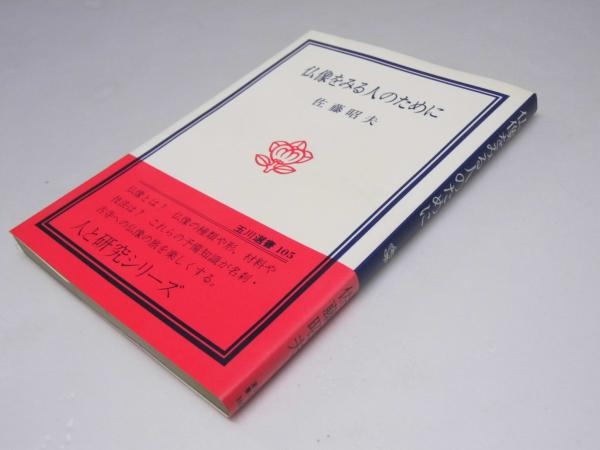 仏像をみる人のために
佐藤昭夫
玉川選書 105
仏像とは？ 仏像の種類や形、材料や
技法は？ これらの予備知識が名刹・
古寺への仏像の旅を楽しくする。
人と研究シリーズ
仏像をみる人のために
佐藤昭夫